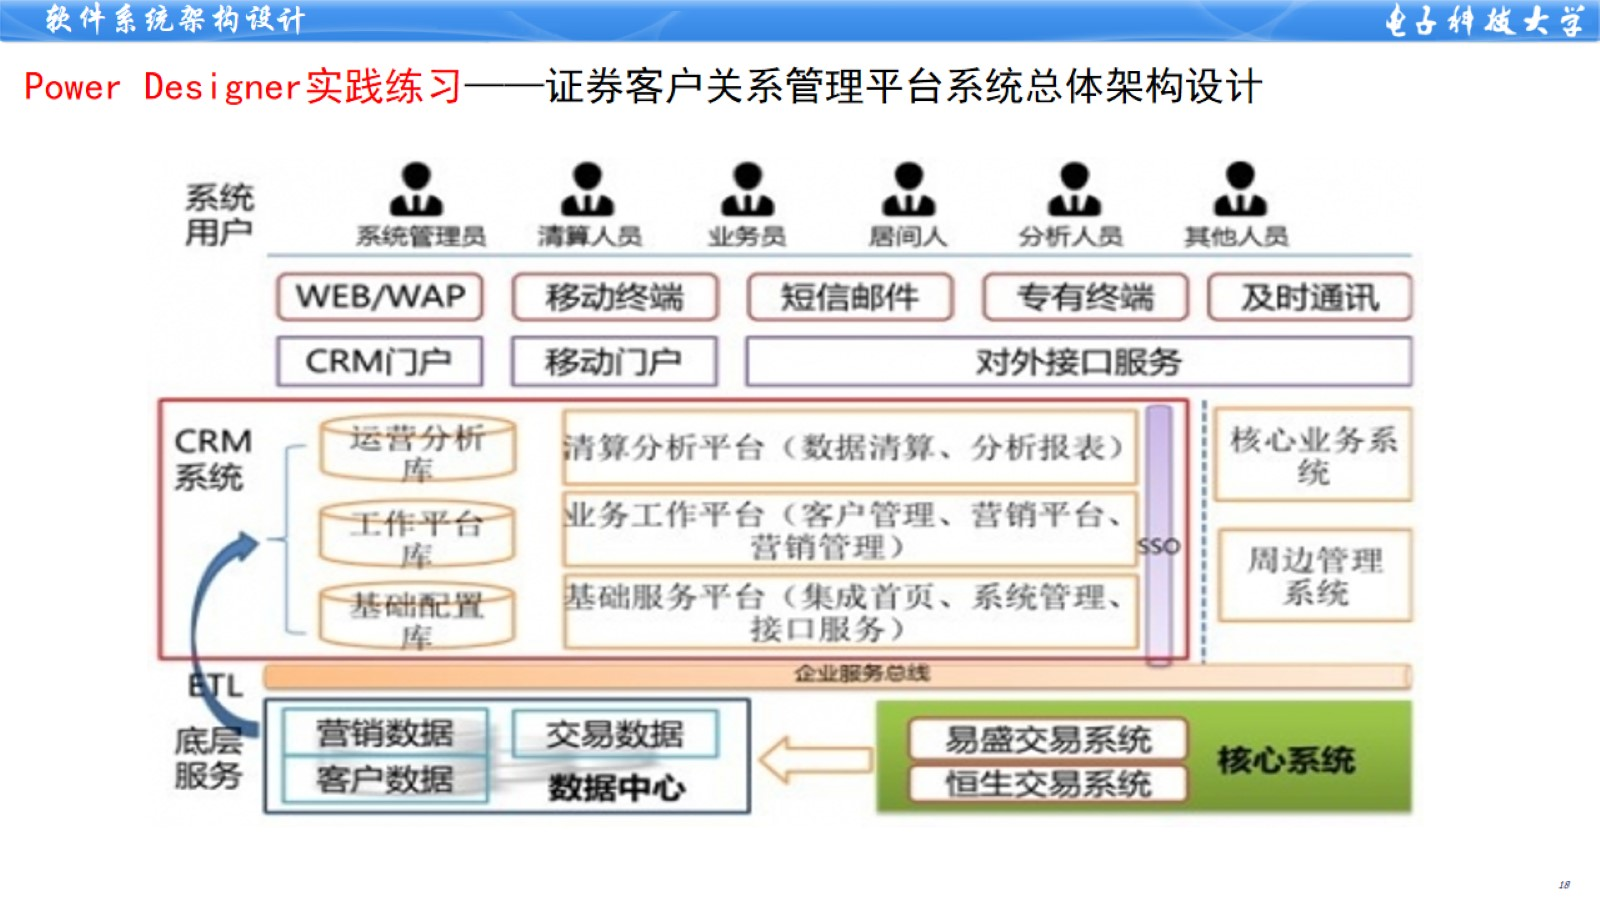 软件系统架构设计
电子科技大学
Power Designer实践练习——证券客户关系管理平台系统总体架构设计
系统
用户
系统管理员
清算人员
业务员
居间人
分析人员
其他人员
WEB/WAP
移动终端
短信邮件
专有终端
及时通讯
CRM门户
移动门户
对外接口服务
CRM
系统
运营分析
库
清算分析平台（数据清算、分析报表）
核心业务系
统
工作平台
库
业务工作平台（客户管理、营销平台、
营销管理）
SSO
周边管理
系统
基础配置
库
基础服务平台（集成首页、系统管理、
接口服务）
企业服务总线
ETL
底层
服务
营销数据
交易数据
客户数据
数据中心
易盛交易系统
恒生交易系统
核心系统
18